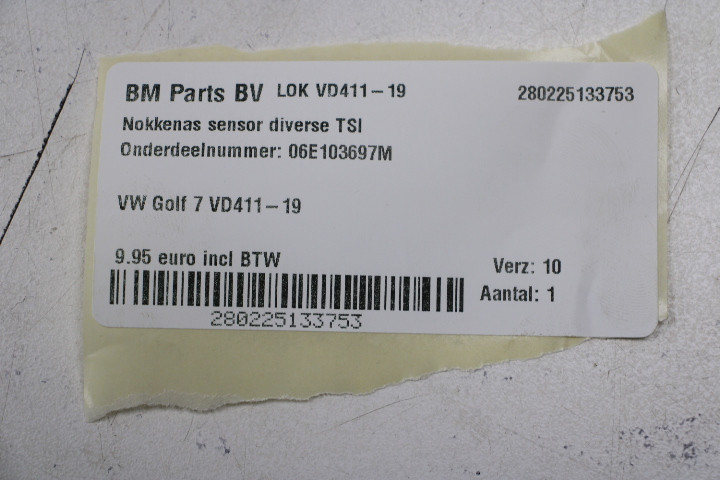 BM Parts BV LOK VD411-19 280225133753
Nokkenas sensor diverse TSI
Onderdeelnummer: 06E103697M
VW Golf 7 VD411-19
9.95 euro incl BTW
Verz: 10
Aantal: 1
280225133753